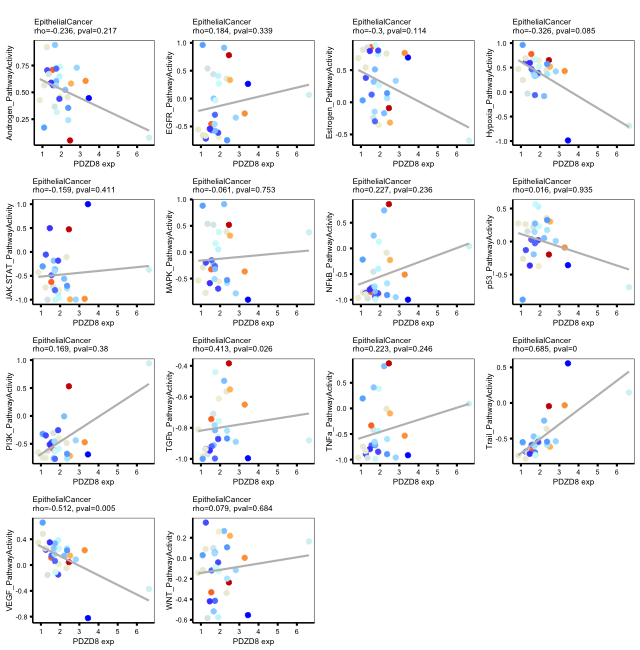 EpithelialCancer
rho=-0.236, pval=0.217
Androgen_PathwayActivity
0.75
0.50
0.25
1 2 3 4 5 6
PDZD8 exp
EpithelialCancer
rho=0.184, pval=0.339
EGFR_PathwayActivity
1.0
0.5
0.0
-0.5
1 2 3 4 5 6
PDZD8 exp
EpithelialCancer
rho=-0.3, pval=0.114
Estrogen_PathwayActivity
0.5
0.0
-0.5
1 2 3 4 5 6
PDZD8 exp
EpithelialCancer
rho=-0.326, pval=0.085
Hypoxia_PathwayActivity
1.0
0.5
0.0
-0.5
-1.0
1 2 3 4 5 6
PDZD8 exp
EpithelialCancer
rho=-0.159, pval=0.411
JAK-STAT_PathwayActivity
1.0
0.5
0.0
-0.5
-1.0
1 2 3 4 5 6
PDZD8 exp
EpithelialCancer
rho=-0.061, pval=0.753
MAPK_PathwayActivity
0.5
0.0
-0.5
1 2 3 4 5 6
PDZD8 exp
EpithelialCancer
rho=0.227, pval=0.236
NFkB_PathwayActivity
0.5
0.0
-0.5
-1.0
1 2 3 4 5 6
PDZD8 exp
EpithelialCancer
rho=0.016, pval=0.935
p53_PathwayActivity
0.5
0.0
-0.5
1 2 3 4 5 6
PDZD8 exp
EpithelialCancer
rho=0.169, pval=0.38
PI3K_PathwayActivity
1.0
0.5
0.0
-0.5
1 2 3 4 5 6
PDZD8 exp
EpithelialCancer
rho=0.413, pval=0.026
TGFb_PathwayActivity
-0.4
-0.6
-0.8
-1.0
1 2 3 4 5 6
PDZD8 exp
EpithelialCancer
rho=0.223, pval=0.246
TNFa_PathwayActivity
0.5
0.0
-0.5
-1.0
1 2 3 4 5 6
PDZD8 exp
EpithelialCancer
rho=0.685, pval=0
Trail_PathwayActivity
0.5
0.0
-0.5
1 2 3 4 5 6
PDZD8 exp
EpithelialCancer
rho=-0.512, pval=0.005
VEGF_PathwayActivity
0.4
0.0
-0.4
-0.8
1 2 3 4 5 6
PDZD8 exp
EpithelialCancer
rho=0.079, pval=0.684
WNT_PathwayActivity
0.2
0.0
-0.2
-0.4
-0.6
1 2 3 4 5 6
PDZD8 exp